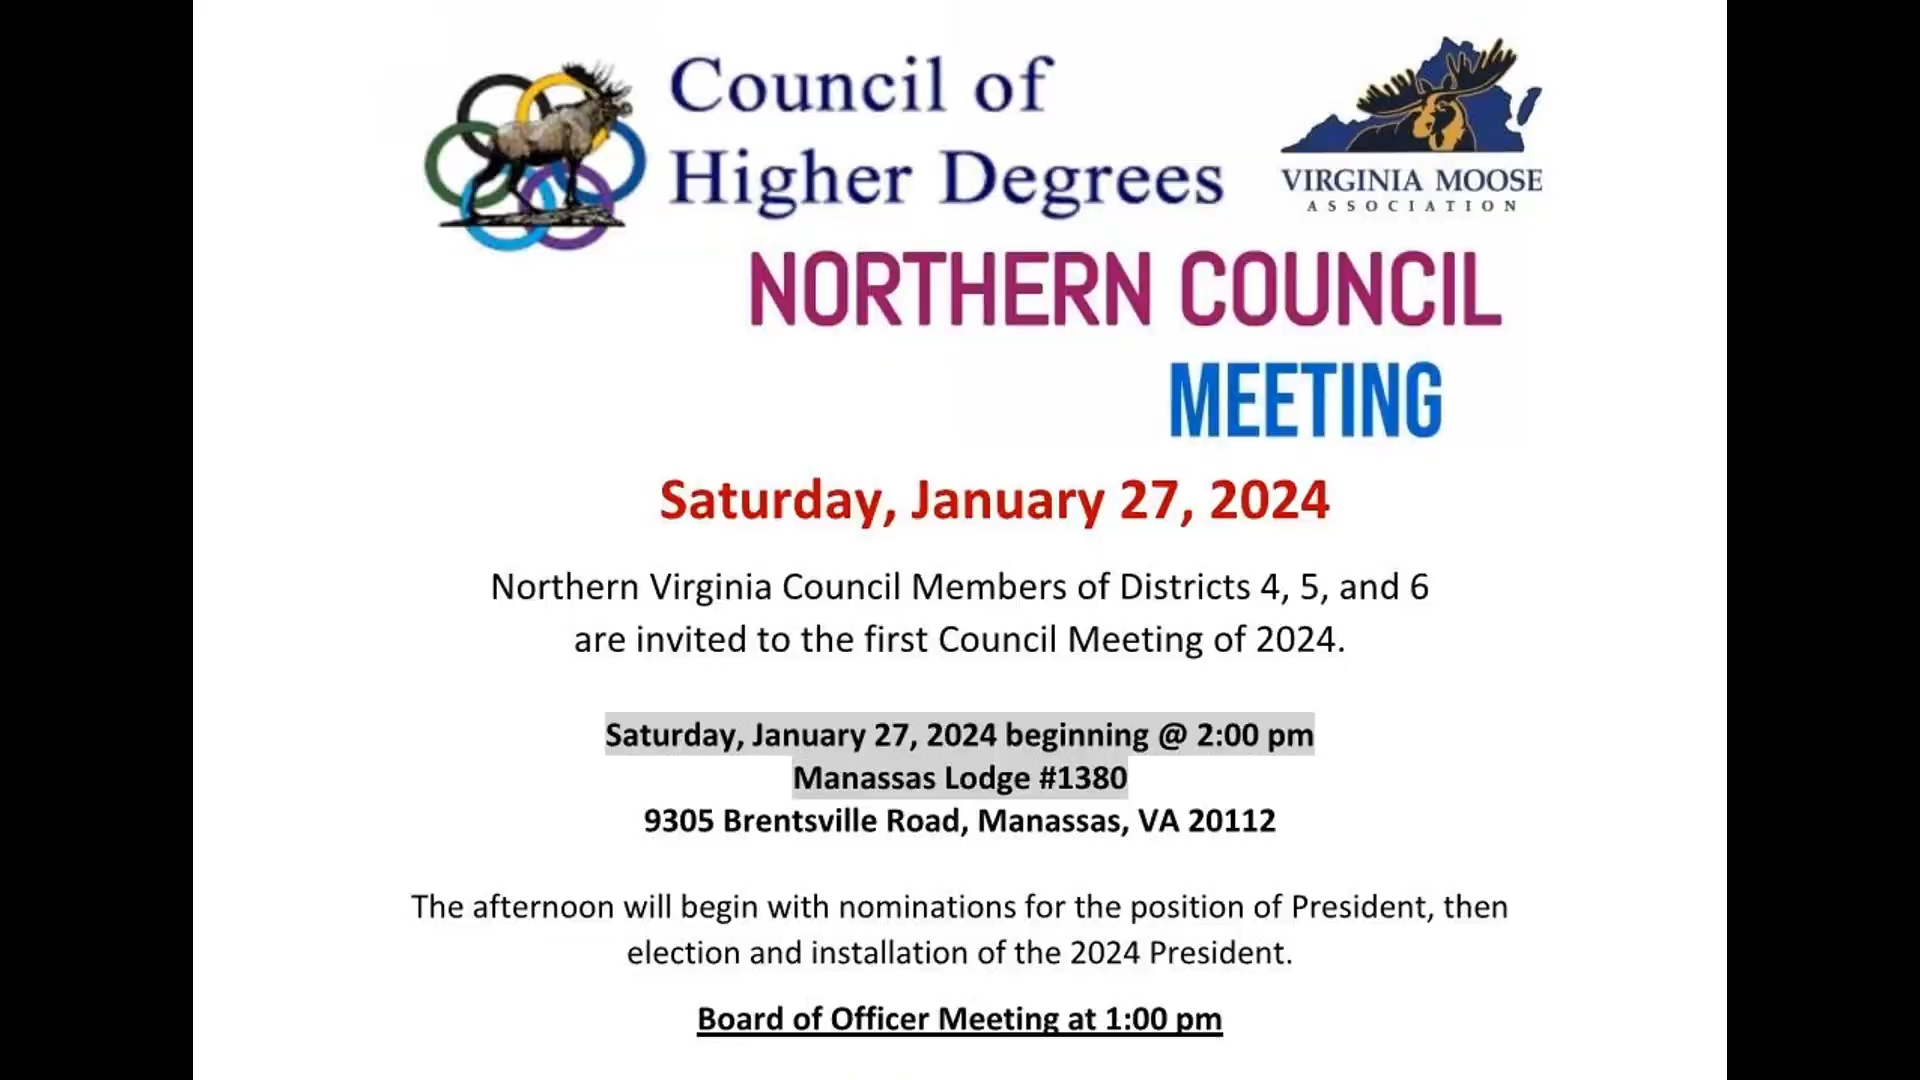 Council of
Higher Degrees
VIRGINIA MOOSE
ASSOCIATION
NORTHERN COUNCIL
MEETING
Saturday, January 27, 2024
Northern Virginia Council Members of Districts 4, 5, and 6
are invited to the first Council Meeting of 2024.
Saturday, January 27, 2024 beginning @ 2:00 pm
Manassas Lodge #1380
9305 Brentsville Road, Manassas, VA 20112
The afternoon will begin with nominations for the position of President, then
election and installation of the 2024 President.
Board of Officer Meeting at 1:00 pm